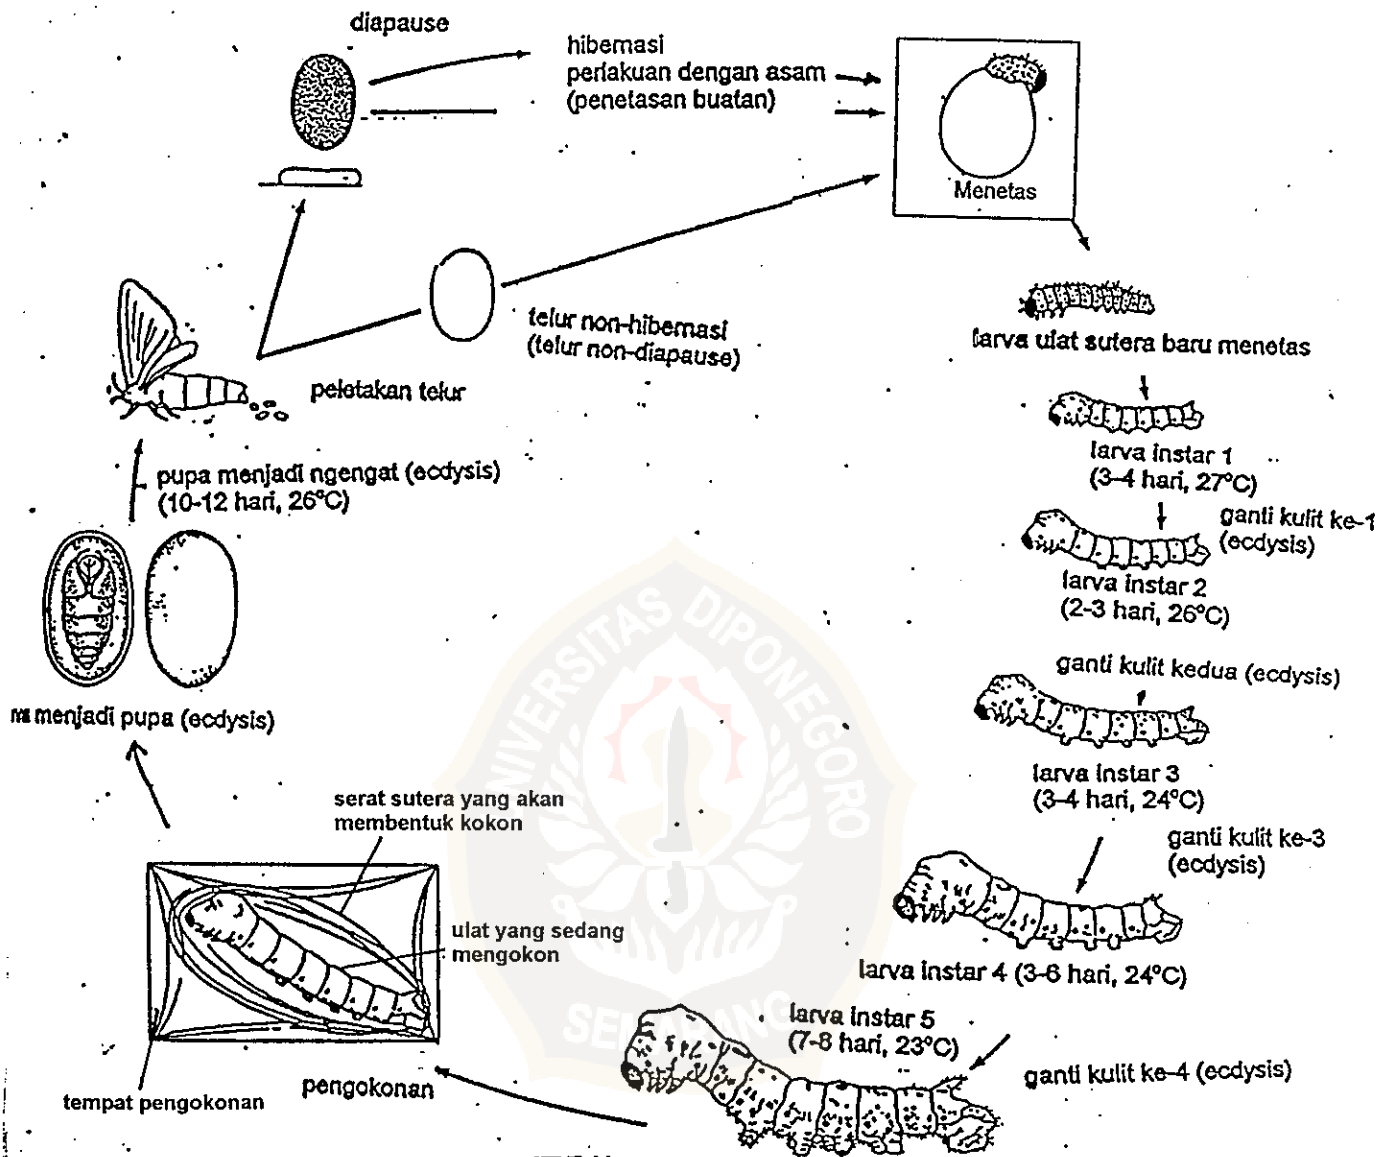 diapause
hibernasi
perlakuan dengan asam
(penetasan buatan)
Menetas
telur non-hibernasi
(telur non-diapause)
larva ulat sutera baru menetas
peletakan telur
larva instar 1
(3-4 hari, 27°C)
pupa menjadi ngengat (ecdysis)
(10-12 hari, 26°C)
ganti kulit ke-1
(ecdysis)
larva instar 2
(2-3 hari, 26°C)
ganti kulit kedua (ecdysis)
menjadi pupa (ecdysis)
larva instar 3
(3-4 hari, 24°C)
serat sutera yang akan
membentuk kokon
ganti kulit ke-3
(ecdysis)
ulat yang sedang
mengokon
larva instar 4 (3-6 hari, 24°C)
larva instar 5
(7-8 hari, 23°C)
ganti kulit ke-4 (ecdysis)
pengokonan
tempat pengokonan
UNIVERSITAS DIPONEGORO
SEMARANG